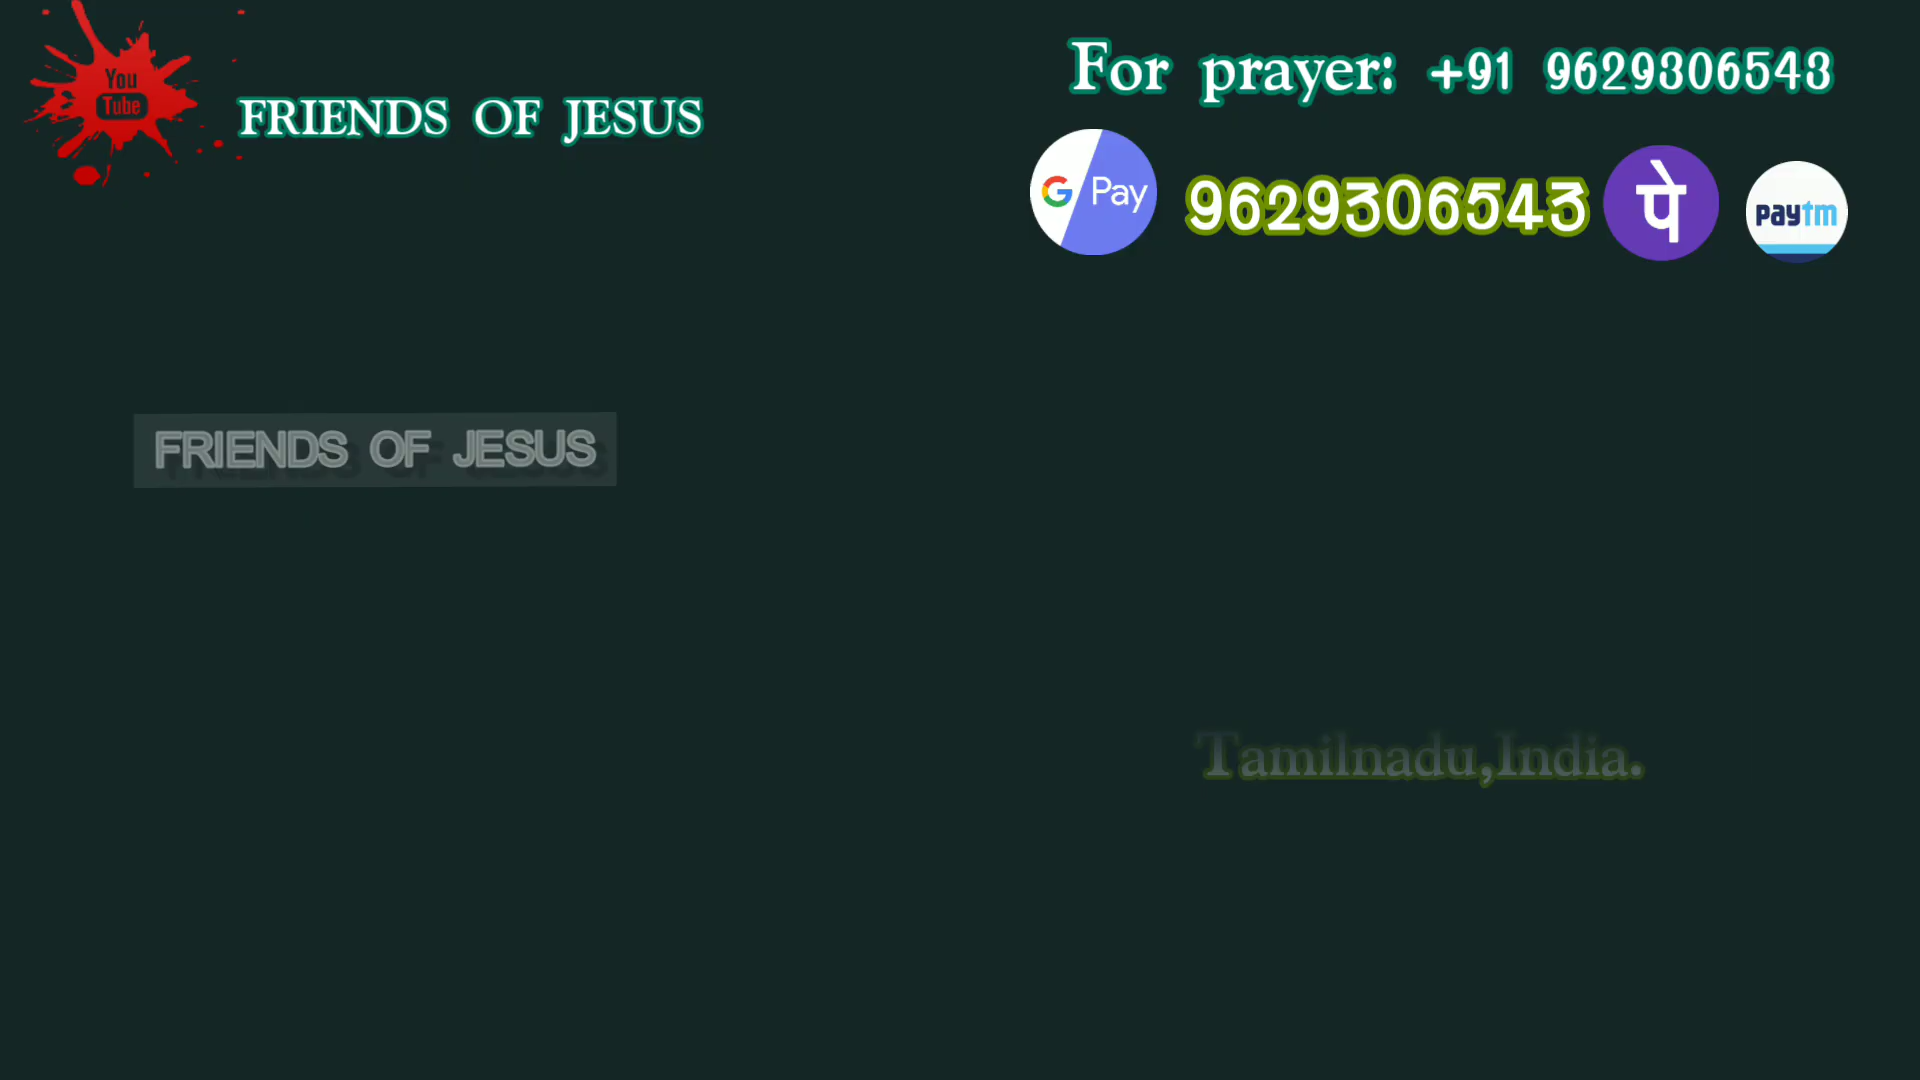 You
Tube
FRIENDS OF JESUS
For prayer: +91 9629306543
G Pay
9629306543
पे
paytm
FRIENDS OF JESUS
Tamilnadu,India.